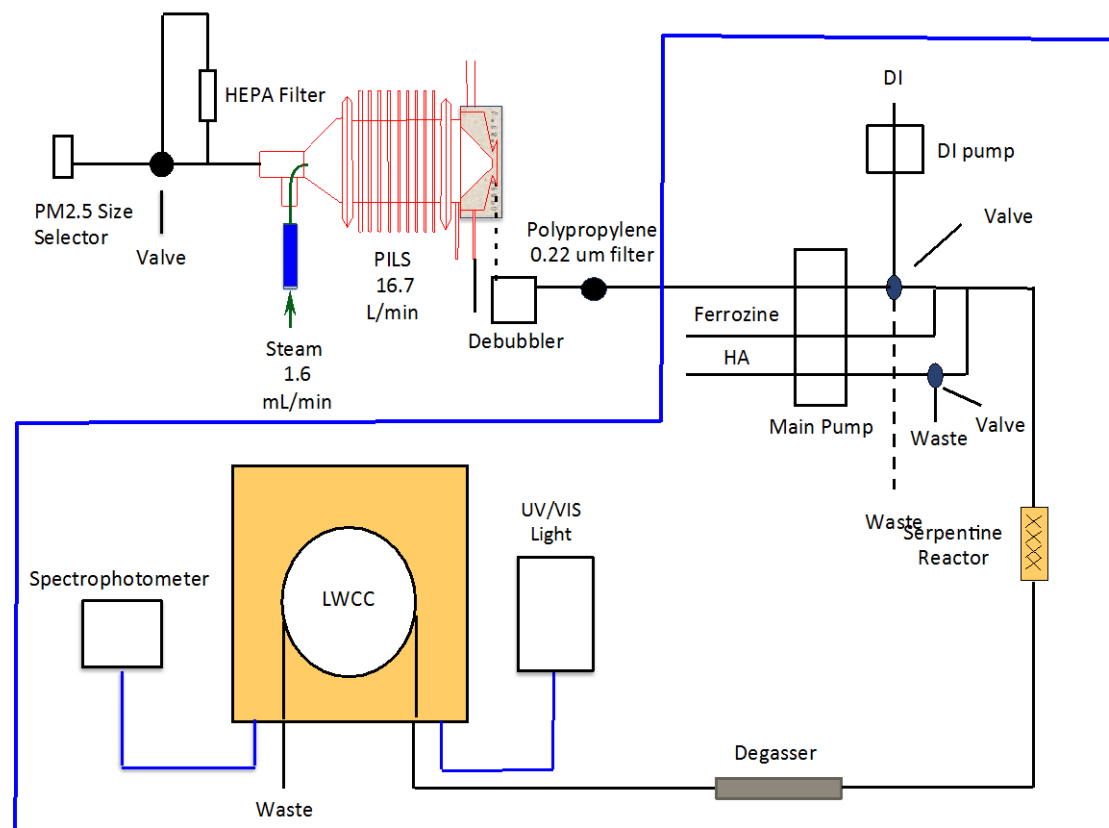 HEPA Filter
PM2.5 Size
Selector
Valve
Steam
1.6
mL/min
PILS
16.7
L/min
Debubbler
Polypropylene
0.22 um filter
DI
DI pump
Valve
Ferrozine
HA
Main Pump
Waste
Valve
Waste
Serpentine
Reactor
UV/VIS
Light
Spectrophotometer
LWCC
Degasser
Waste